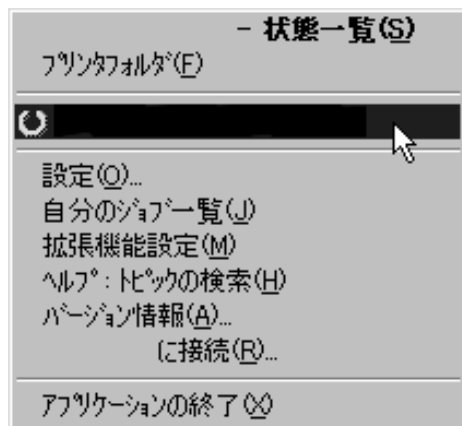 - 状態一覧(S)
プリンタフォルダ(F)
設定(O)...
自分のジョブ一覧(J)
拡張機能設定(M)
ヘルプ：トピックの検索(H)
バージョン情報(A)...
に接続(R)...
アプリケーションの終了(X)